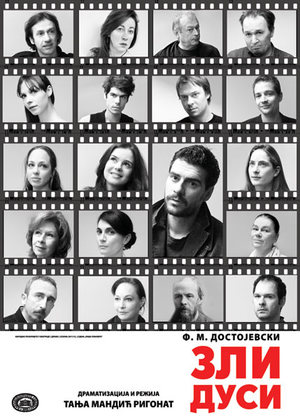 Ф. М. ДОСТОЈЕВСКИ
ЗЛИ
ДУСИ
ДРАМАТИЗАЦИЈА И РЕЖИЈА
ТАЊА МАНДИЋ РИГОНАТ